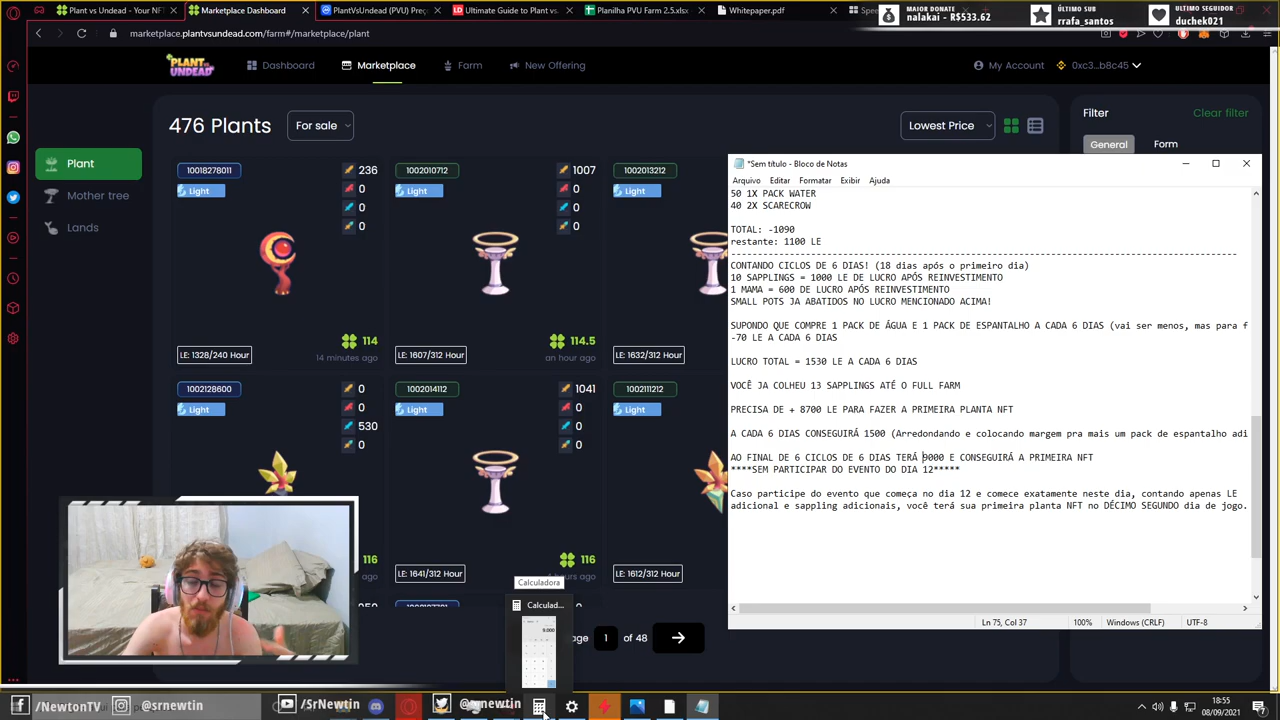 Plant vs Undead - Your NFT
Marketplace Dashboard
PlantVsUndead (PVU) Preç
Ultimate Guide to Plant vs.
Planilha PVU Farm 2.5.xlsx
Whitepaper.pdf
MAIOR DONATE
nalakai - R$533.62
ÚLTIMO SUB
rrafa_santos
ÚLTIMO SEGUIDOR
duchek021
marketplace.plantvsundead.com/farm#/marketplace/plant
PLANT UNDEAD
Dashboard
Marketplace
Farm
New Offering
My Account
0xc3...b8c45
476 Plants
For sale
Lowest Price
Filter
Clear filter
General
Form
Plant
Mother tree
Lands
10018278011
236
Light
0
0
0
114
LE: 1328/240 Hour
14 minutes ago
1002010712
1007
Light
0
0
0
114.5
LE: 1607/312 Hour
an hour ago
1002013212
Light
LE: 1632/312 Hour
1002128600
0
Light
0
530
0
116
ago
1002014112
1041
Light
0
0
0
116
LE: 1641/312 Hour
hours ago
1002111212
Light
LE: 1612/312 Hour
*Sem título - Bloco de Notas
Arquivo Editar Formatar Exibir Ajuda
50 1X PACK WATER
40 2X SCARECROW
TOTAL: -1090
restante: 1100 LE
CONTANDO CICLOS DE 6 DIAS! (18 dias após o primeiro dia)
10 SAPPLINGS = 1000 LE DE LUCRO APÓS REINVESTIMENTO
1 MAMA = 600 DE LUCRO APÓS REINVESTIMENTO
SMALL POTS JA ABATIDOS NO LUCRO MENCIONADO ACIMA!
SUPONDO QUE COMPRE 1 PACK DE ÁGUA E 1 PACK DE ESPANTALHO A CADA 6 DIAS (vai ser menos, mas para f
-70 LE A CADA 6 DIAS
LUCRO TOTAL = 1530 LE A CADA 6 DIAS
VOCÊ JA COLHEU 13 SAPPLINGS ATÉ O FULL FARM
PRECISA DE + 8700 LE PARA FAZER A PRIMEIRA PLANTA NFT
A CADA 6 DIAS CONSEGUIRÁ 1500 (Arredondando e colocando margem pra mais um pack de espantalho adi
AO FINAL DE 6 CICLOS DE 6 DIAS TERÁ 9000 E CONSEGUIRÁ A PRIMEIRA NFT
****SEM PARTICIPAR DO EVENTO DO DIA 12*****
Caso participe do evento que começa no dia 12 e comece exatamente neste dia, contando apenas LE
adicional e sappling adicionais, você terá sua primeira planta NFT no DÉCIMO SEGUNDO dia de jogo.
Ln 75, Col 37
100%
Windows (CRLF)
UTF-8
Calculadora
Calculad...
9.000
1 of 48
/NewtonTV
@srnewtin
/SrNewtin
@srnewtin
18:55
08/09/2021